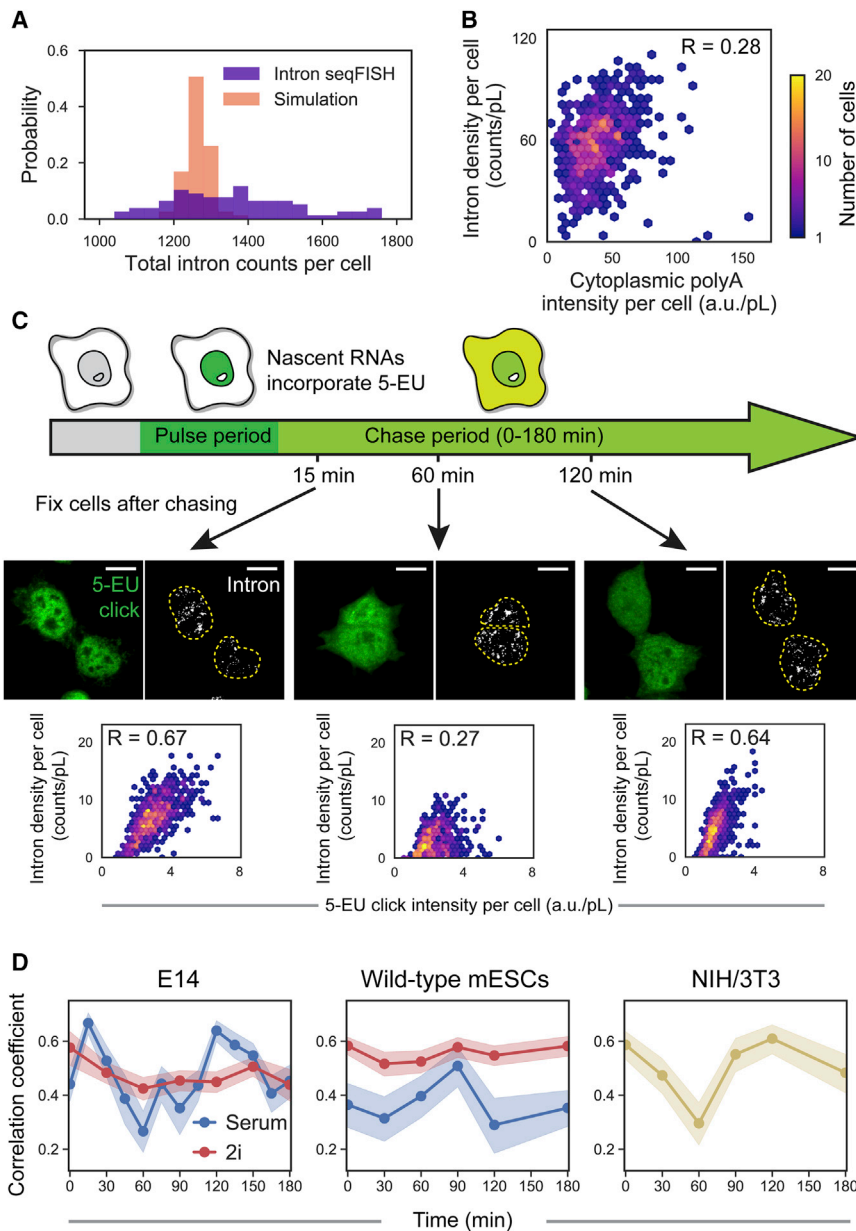 A
0.6
0.4
0.2
0.0
Probability
Intron seqFISH
Simulation
1000 1200 1400 1600 1800
Total intron counts per cell
B
120
60
0
Intron density per cell
(counts/pL)
R = 0.28
0 50 100 150
Cytoplasmic polyA
intensity per cell (a.u./pL)
20
10
1
Number of cells
C
Nascent RNAs
incorporate 5-EU
Pulse period
Chase period (0-180 min)
15 min
60 min
120 min
Fix cells after chasing
5-EU
click
Intron
Intron density per cell
(counts/pL)
20
10
0
R = 0.67
0 4 8
Intron density per cell
(counts/pL)
20
10
0
R = 0.27
0 4 8
Intron density per cell
(counts/pL)
20
10
0
R = 0.64
0 4 8
5-EU click intensity per cell (a.u./pL)
D
Correlation coefficient
E14
0.6
0.4
0.2
Serum
2i
0 30 60 90 120 150 180
Wild-type mESCs
0.6
0.4
0.2
0 30 60 90 120 150 180
NIH/3T3
0.6
0.4
0.2
0 30 60 90 120 150 180
Time (min)